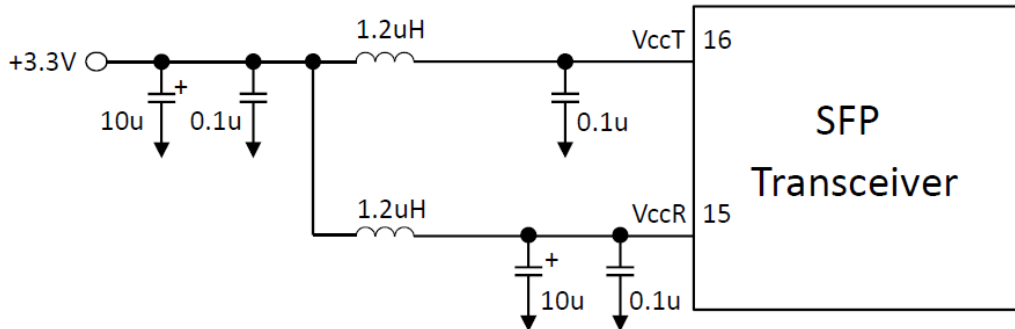 1.2uH
+3.3V
VccT 16
+
10u
0.1u
0.1u
SFP
Transceiver
1.2uH
VccR 15
+
10u
0.1u